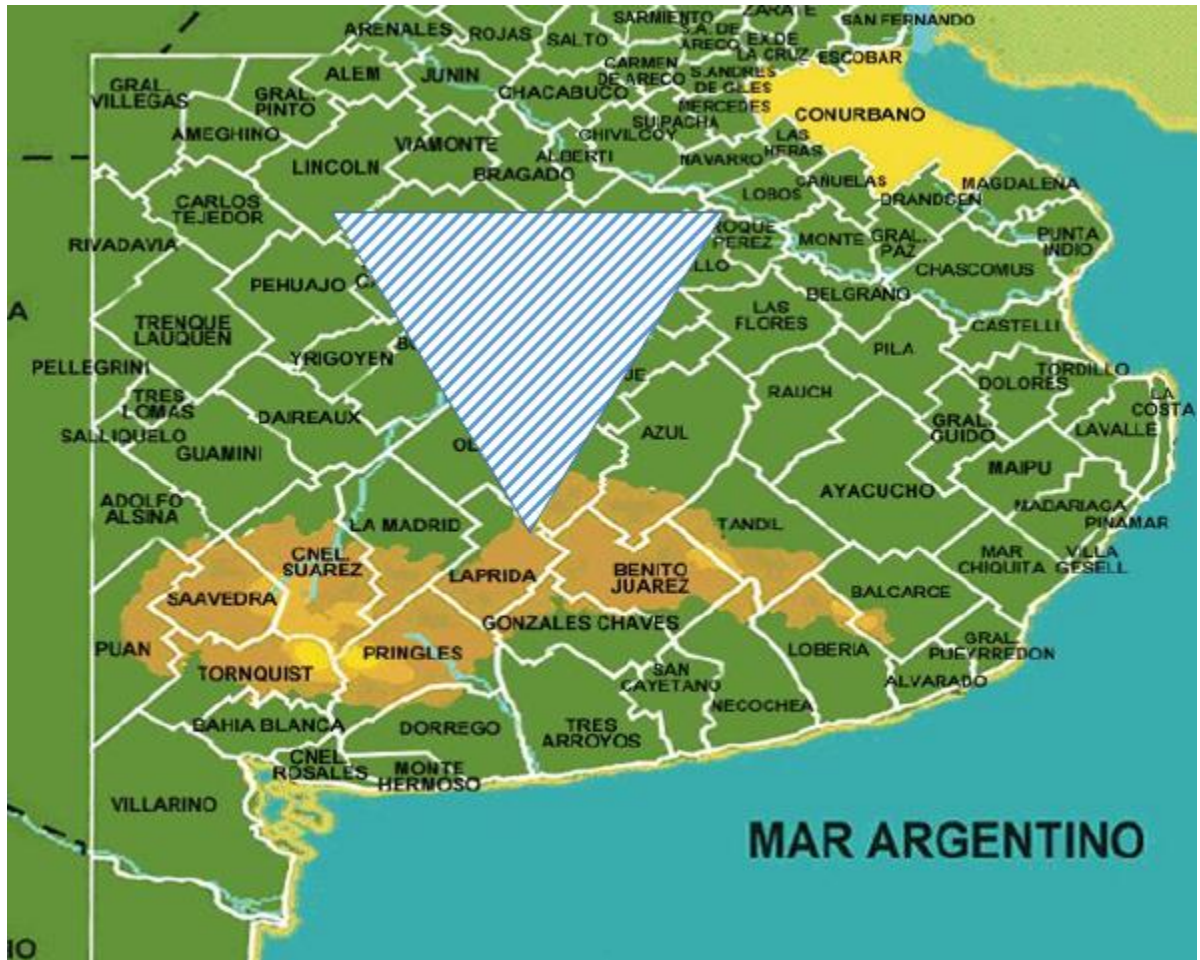 SARMIENTO
ZARATE
SAN FERNANDO
ARENALES
ROJAS
SALTO
S.A. DE
ARECO
EX.DE
LA CRUZ
ESCOBAR
GRAL.
VILLEGAS
ALEM
JUNIN
CARMEN
DE ARECO
S.ANDRES
DE GILES
GRAL.
PINTO
CHACABUCO
MERCEDES
CONURBANO
AMEGHINO
SUIPACHA
CHIVILCOY
LAS
HERAS
VIAMONTE
LINCOLN
ALBERTI
NAVARRO
BRAGADO
CAÑUELAS
MAGDALENA
LOBOS
BRANDSEN
CARLOS
TEJEDOR
ROQUE
PEREZ
MONTE
GRAL.
PAZ
PUNTA
INDIO
RIVADAVIA
LLO
CHASCOMUS
PEHUAJO
CA
BELGRANO
A
LAS
FLORES
CASTELLI
TRENQUE
LAUQUEN
YRIGOYEN
BO
PILA
PELLEGRINI
JE
TORDILLO
DOLORES
TRES
LOMAS
RAUCH
LA
COSTA
DAIREAUX
SALLIQUELO
GRAL.
GUIDO
LAVALLE
GUAMINI
OL
AZUL
MAIPU
ADOLFO
ALSINA
AYACUCHO
MADARIAGA
LA MADRID
TANDIL
PINAMAR
CNEL.
SUAREZ
MAR
CHIQUITA
VILLA
GESELL
LAPRIDA
BENITO
JUAREZ
BALCARCE
SAAVEDRA
GONZALES CHAVES
PUAN
PRINGLES
LOBERIA
GRAL.
PUEYRREDON
TORNQUIST
SAN
CAYETANO
ALVARADO
NECOCHEA
BAHIA BLANCA
DORREGO
TRES
ARROYOS
CNEL.
ROSALES
MONTE
HERMOSO
VILLARINO
MAR ARGENTINO
IO